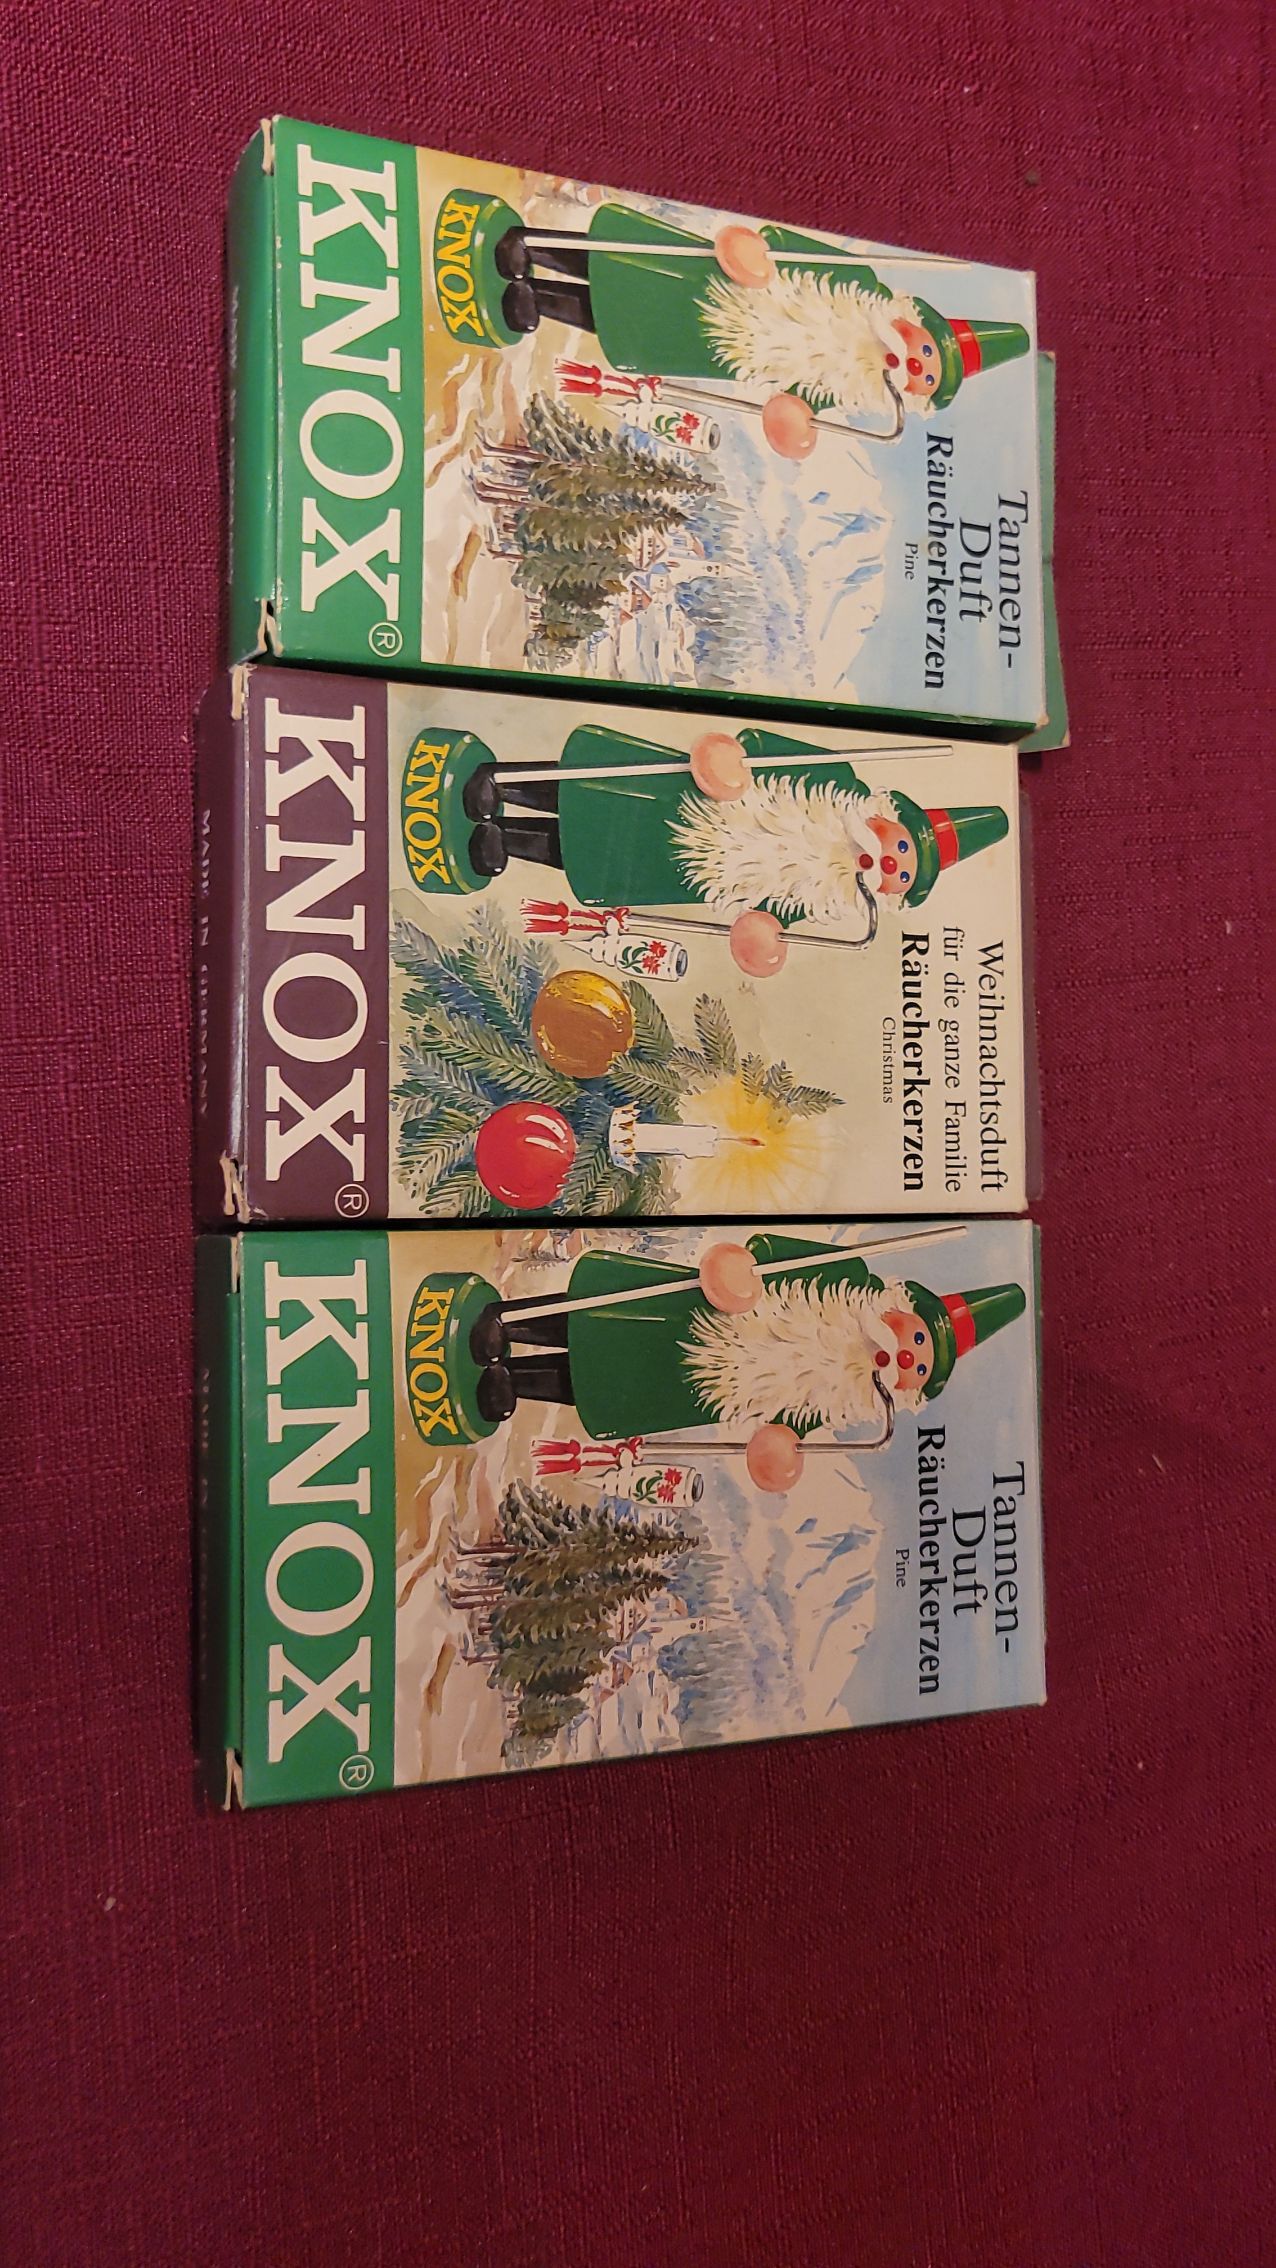 Tannen-
Duft
Räucherkerzen
Pine
KNOX
KNOX®
Weihnachtsduft
für die ganze Familie
Räucherkerzen
Christmas
KNOX
KNOX®
MADE IN GERMANY
Tannen-
Duft
Räucherkerzen
Pine
KNOX
KNOX®